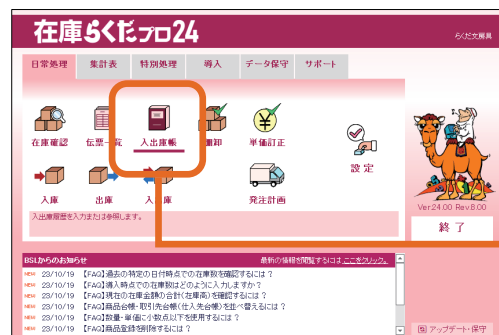 在庫らくだプロ24
らくだ文房具
日常処理 集計表 特別処理 導入 データ保守 サポート
在庫確認 伝票一覧 入出庫帳 棚卸 単価訂正
設定
入庫 出庫 入出庫 発注計画
入出庫履歴を入力または参照します。
Ver.24.00 Rev.8.00
終了
BSLからのお知らせ 最新の情報を閲覧するには、ここをクリック。
NEW 23/10/19 【FAQ】過去の特定の日付時点での在庫数を確認するには？
NEW 23/10/19 【FAQ】導入時点での在庫数はどのように入力しますか？
NEW 23/10/19 【FAQ】現在の在庫金額の合計(在庫高)を確認するには？
NEW 23/10/19 【FAQ】商品台帳・取引先台帳(仕入先台帳)を並べ替えるには？
NEW 23/10/19 【FAQ】数量・単価に小数点以下を使用するには？
NEW 23/10/19 【FAQ】商品登録を削除するには？
アップデート・保守